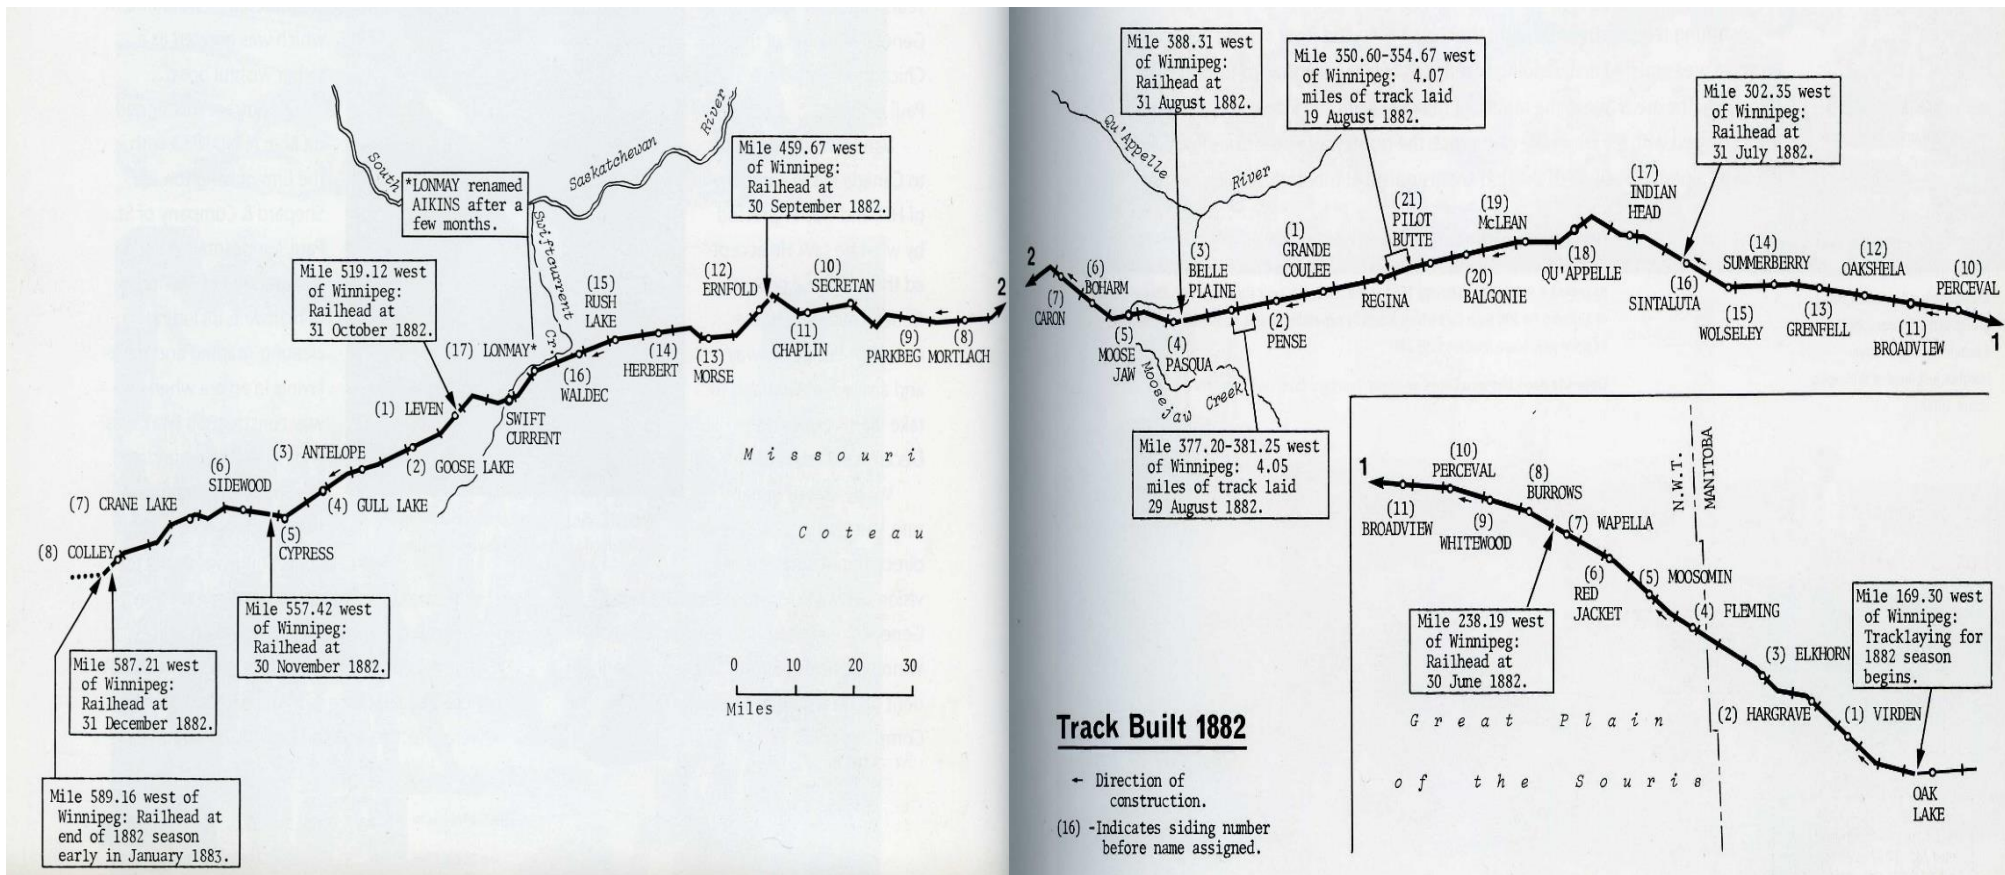 South
Saskatchewan
River
*LONMAY renamed
AIKINS after a
few months.
Swiftcurrent
Cr.
Mile 459.67 west
of Winnipeg:
Railhead at
30 September 1882.
Mile 519.12 west
of Winnipeg:
Railhead at
31 October 1882.
2
(8)
MORTLACH
(9)
PARKBEG
(10)
SECRETAN
(11)
CHAPLIN
(12)
ERNFOLD
(13)
MORSE
(14)
HERBERT
(15)
RUSH
LAKE
(16)
WALDEC
(17) LONMAY*
SWIFT
CURRENT
(1) LEVEN
(2) GOOSE LAKE
(3) ANTELOPE
(4) GULL LAKE
(5)
CYPRESS
(6)
SIDEWOOD
(7) CRANE LAKE
(8) COLLEY
Missouri
Coteau
Mile 557.42 west
of Winnipeg:
Railhead at
30 November 1882.
Mile 587.21 west
of Winnipeg:
Railhead at
31 December 1882.
Mile 589.16 west of
Winnipeg: Railhead at
end of 1882 season
early in January 1883.
0 10 20 30
Miles
Mile 388.31 west
of Winnipeg:
Railhead at
31 August 1882.
Mile 350.60-354.67 west
of Winnipeg: 4.07
miles of track laid
19 August 1882.
Mile 302.35 west
of Winnipeg:
Railhead at
31 July 1882.
Qu'Appelle
River
2
(7)
CARON
(6)
BOHARM
(5)
MOOSE
JAW
(4)
PASQUA
(3)
BELLE
PLAINE
(2)
PENSE
(1)
GRANDE
COULEE
REGINA
(21)
PILOT
BUTTE
(20)
BALGONIE
(19)
McLEAN
(18)
QU'APPELLE
(17)
INDIAN
HEAD
(16)
SINTALUTA
(15)
WOLSELEY
(14)
SUMMERBERRY
(13)
GRENFELL
(12)
OAKSHELA
(11)
BROADVIEW
(10)
PERCEVAL
1
Moosejaw
Creek
Mile 377.20-381.25 west
of Winnipeg: 4.05
miles of track laid
29 August 1882.
1
(11)
BROADVIEW
(10)
PERCEVAL
(9)
WHITEWOOD
(8)
BURROWS
(7) WAPELLA
(6)
RED
JACKET
(5) MOOSOMIN
(4) FLEMING
(3) ELKHORN
(2) HARGRAVE
(1) VIRDEN
OAK
LAKE
N.W.T.
MANITOBA
Mile 238.19 west
of Winnipeg:
Railhead at
30 June 1882.
Mile 169.30 west
of Winnipeg:
Tracklaying for
1882 season
begins.
Great Plain
of the Souris
Track Built 1882
← Direction of
construction.
(16) -Indicates siding number
before name assigned.